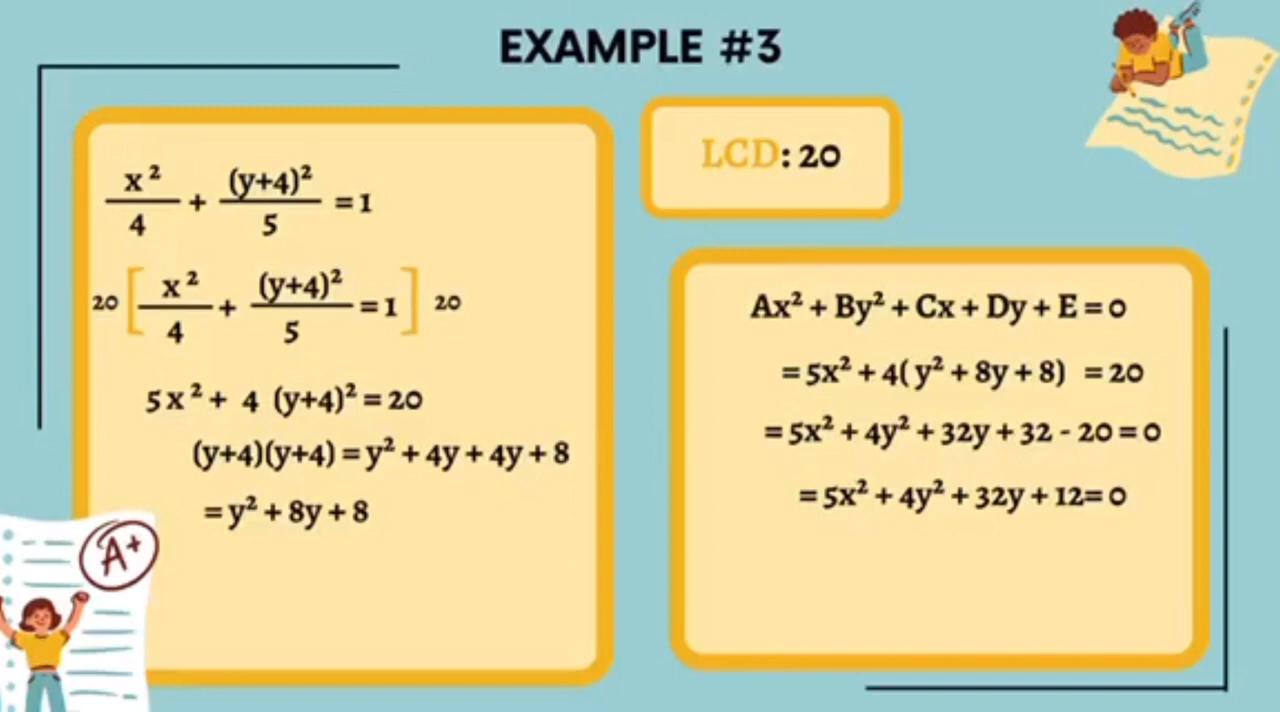 EXAMPLE #3
x²/4 + (y+4)²/5 = 1
20 [ x²/4 + (y+4)²/5 = 1 ] 20
5x² + 4 (y+4)² = 20
(y+4)(y+4) = y² + 4y + 4y + 8
= y² + 8y + 8
LCD: 20
Ax² + By² + Cx + Dy + E = 0
= 5x² + 4( y² + 8y + 8) = 20
= 5x² + 4y² + 32y + 32 - 20 = 0
= 5x² + 4y² + 32y + 12= 0
A+